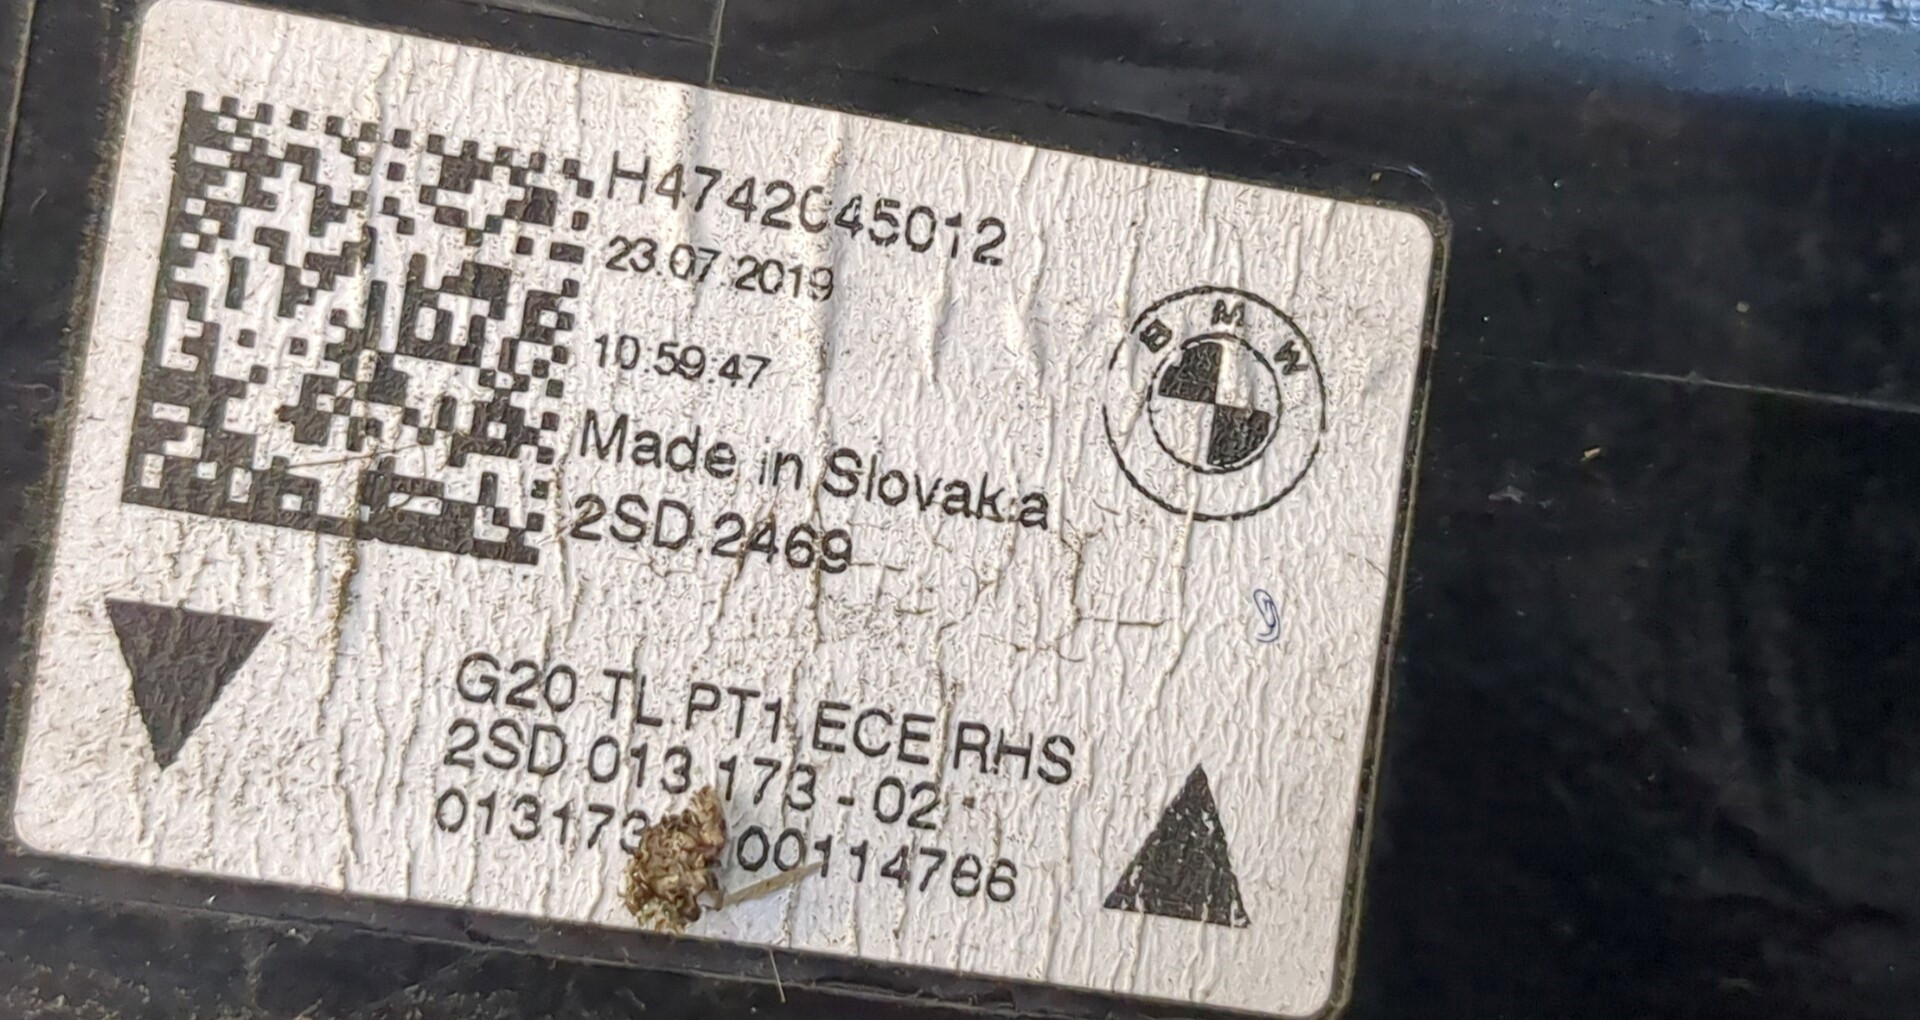 H4742045012
23.07.2019
10:59:47
Made in Slovakia
2SD.2469
BMW
G20 TL PT1 ECE RHS
2SD 013 173 - 02
013173 00114766